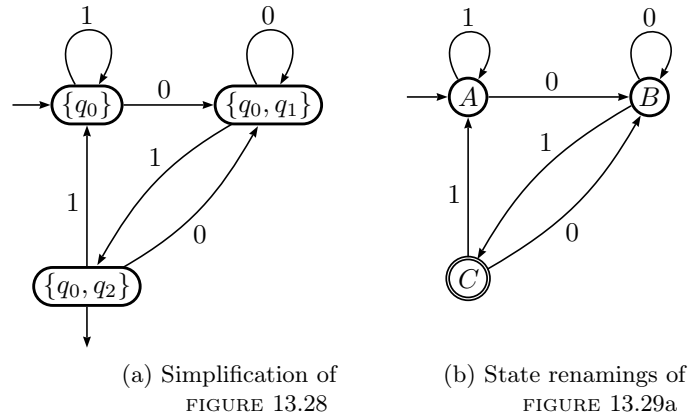 1
0
{q₀}
0
{q₀, q₁}
1
1
0
{q₀, q₂}
1
0
A
0
B
1
1
0
C
(a) Simplification of
FIGURE 13.28
(b) State renamings of
FIGURE 13.29a